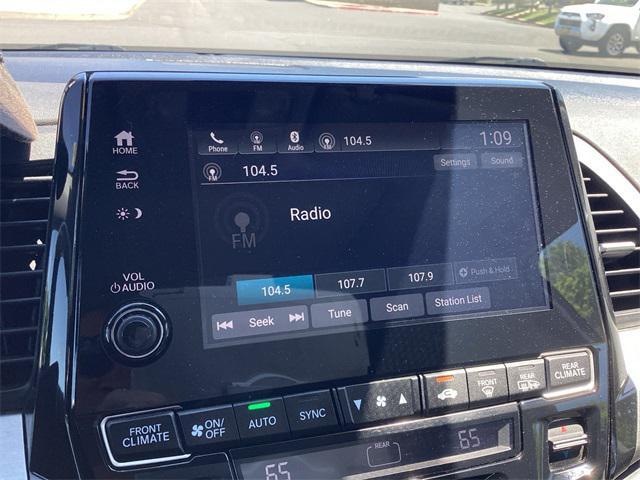 HOME
BACK
VOL
AUDIO
Phone FM Audio FM 104.5 1:09
FM 104.5 Settings Sound
FM Radio
104.5 107.7 107.9 Push & Hold
Seek Tune Scan Station List
FRONT CLIMATE
ON/OFF
AUTO
SYNC
FRONT
REAR
REAR CLIMATE
65 REAR 65